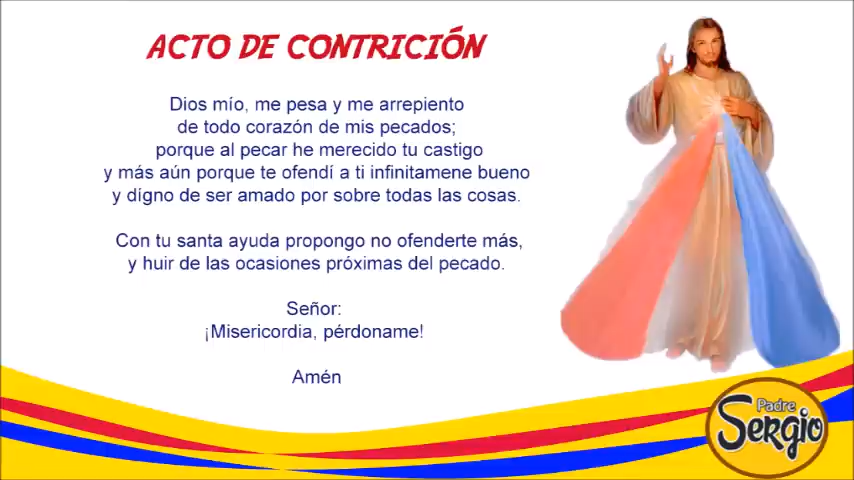 ACTO DE CONTRICIÓN
Dios mío, me pesa y me arrepiento
de todo corazón de mis pecados;
porque al pecar he merecido tu castigo
y más aún porque te ofendí a ti infinitamene bueno
y dígno de ser amado por sobre todas las cosas.
Con tu santa ayuda propongo no ofenderte más,
y huir de las ocasiones próximas del pecado.
Señor:
¡Misericordia, pérdoname!
Amén
Padre
Sergio